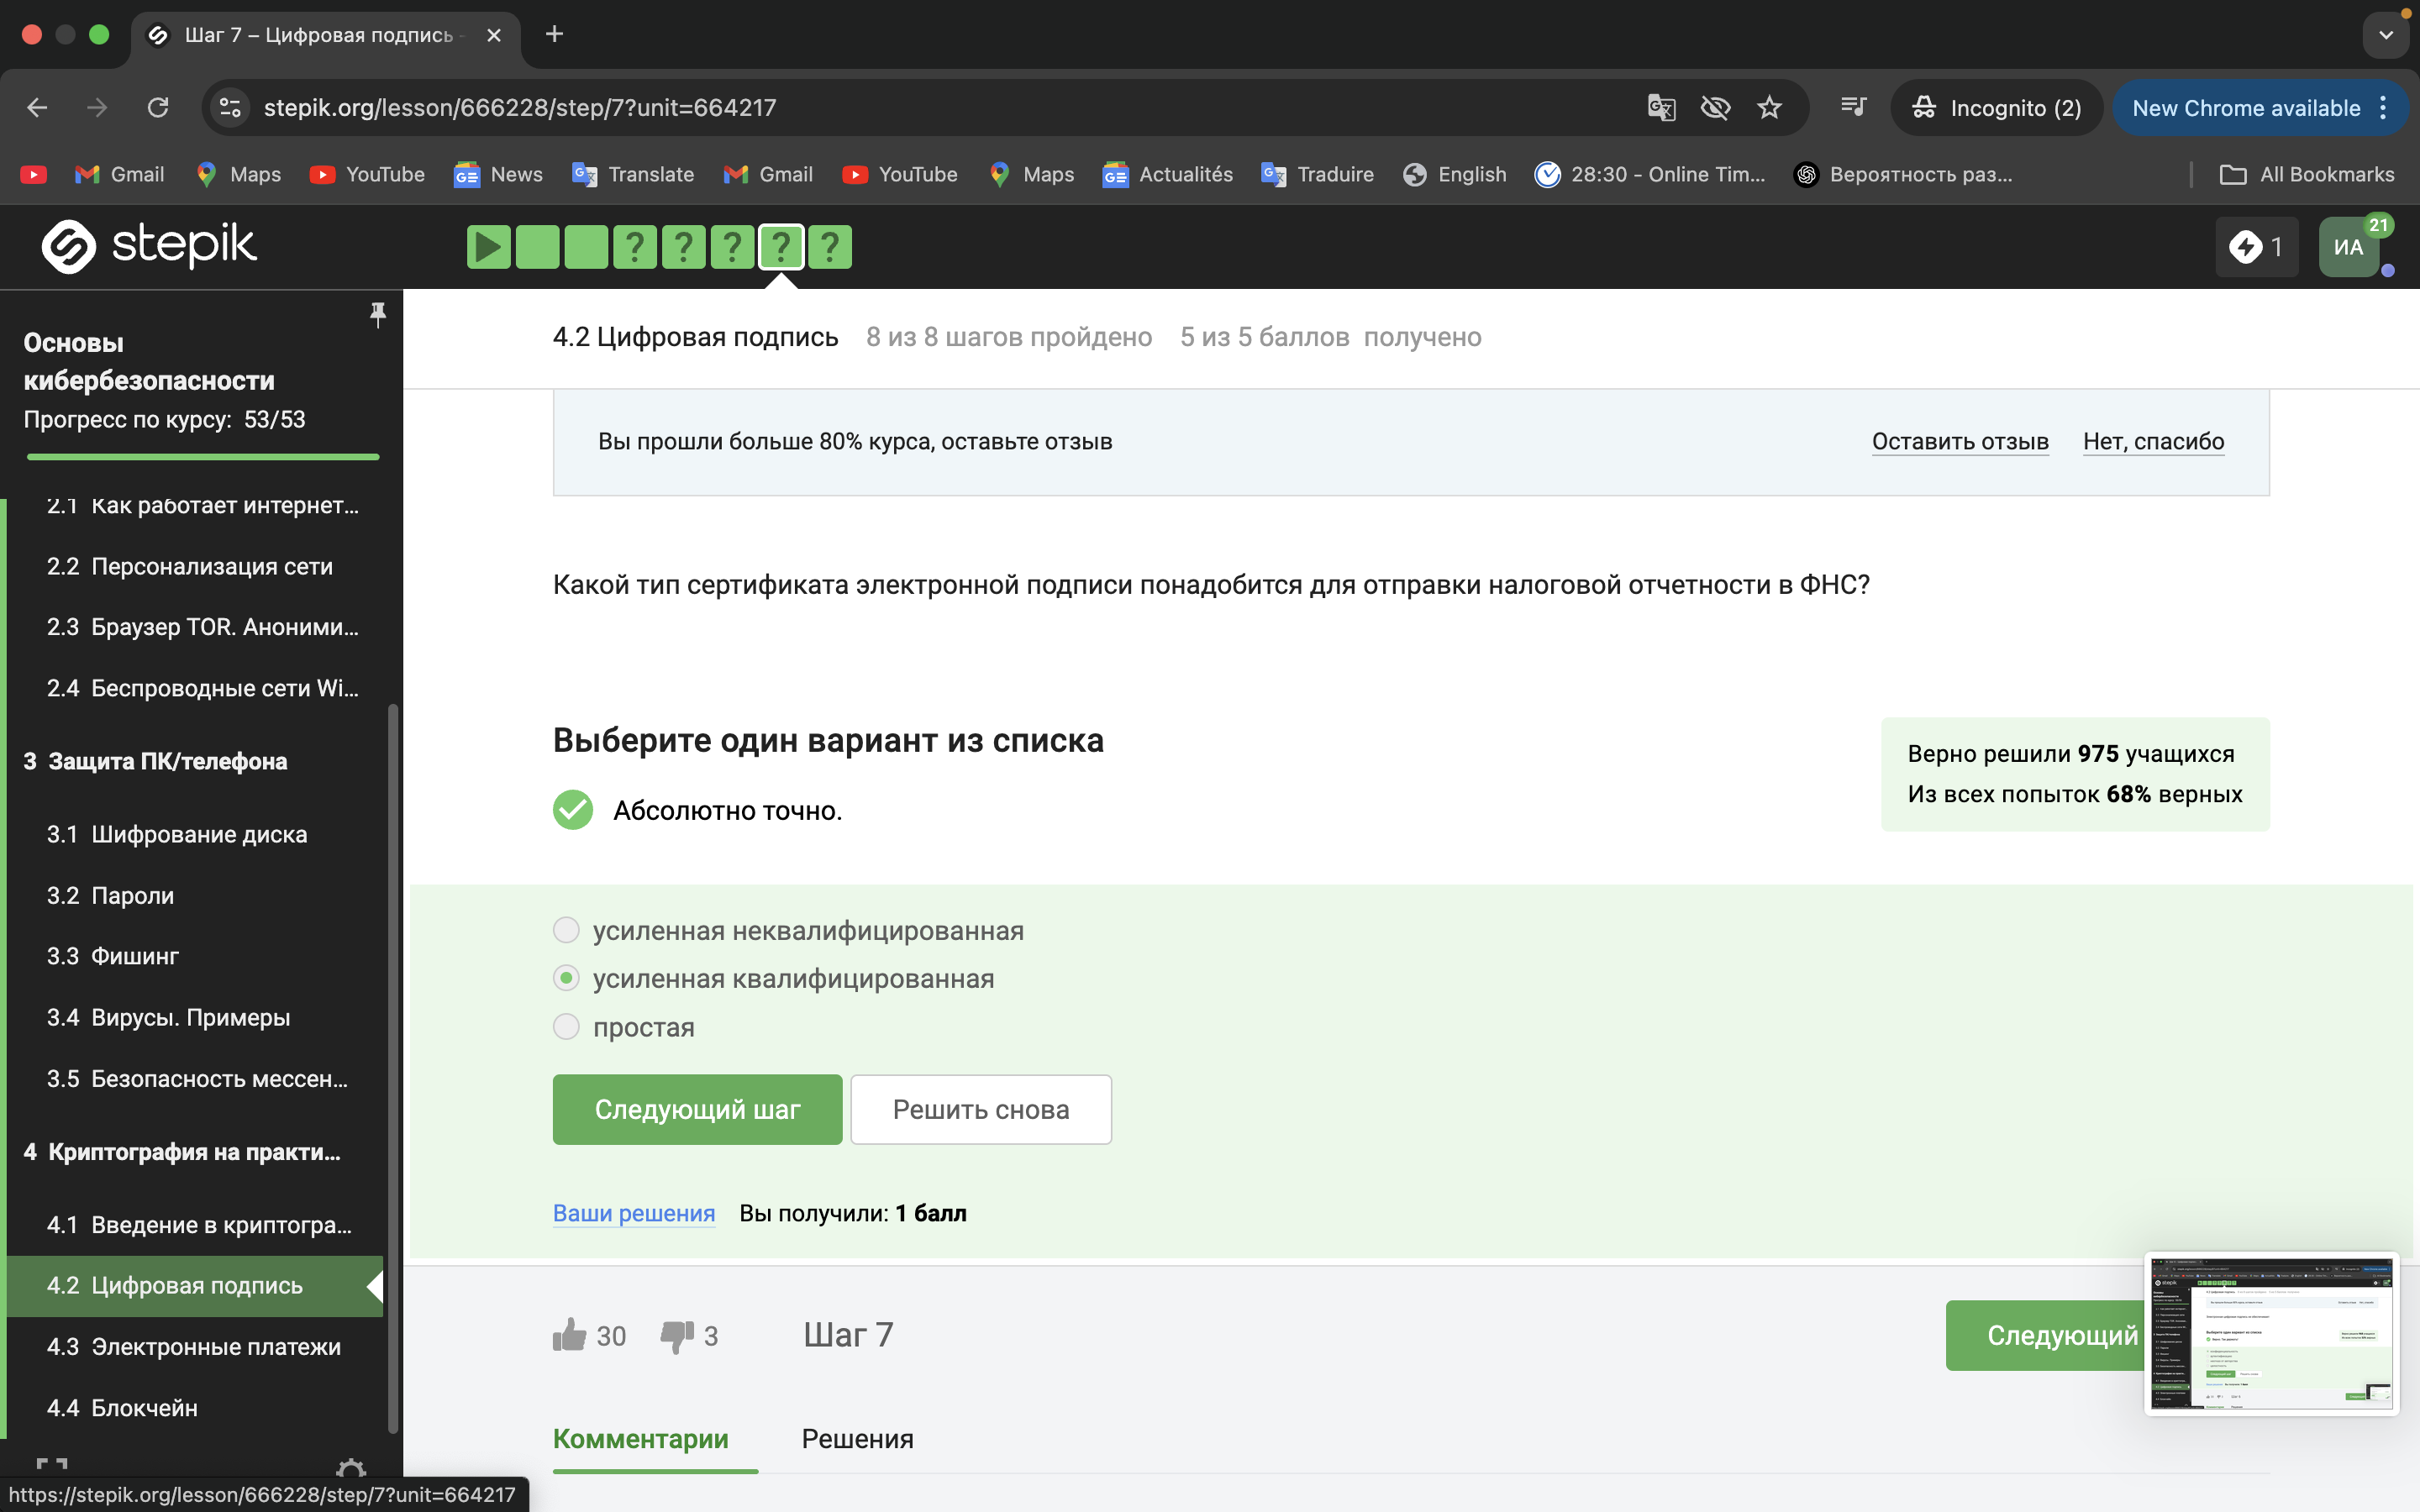 Шаг 7 – Цифровая подпись
stepik.org/lesson/666228/step/7?unit=664217
Incognito (2)
New Chrome available
Gmail
Maps
YouTube
News
Translate
Gmail
YouTube
Maps
Actualités
Traduire
English
28:30 - Online Tim...
Вероятность раз...
All Bookmarks
stepik
? ? ? ? ?
1
ИА
21
Основы
кибербезопасности
Прогресс по курсу: 53/53
2.1 Как работает интернет...
2.2 Персонализация сети
2.3 Браузер TOR. Аноними...
2.4 Беспроводные сети Wi...
3 Защита ПК/телефона
3.1 Шифрование диска
3.2 Пароли
3.3 Фишинг
3.4 Вирусы. Примеры
3.5 Безопасность мессен...
4 Криптография на практи...
4.1 Введение в криптогра...
4.2 Цифровая подпись
4.3 Электронные платежи
4.4 Блокчейн
4.2 Цифровая подпись 8 из 8 шагов пройдено 5 из 5 баллов получено
Вы прошли больше 80% курса, оставьте отзыв
Оставить отзыв
Нет, спасибо
Какой тип сертификата электронной подписи понадобится для отправки налоговой отчетности в ФНС?
Выберите один вариант из списка
Абсолютно точно.
Верно решили 975 учащихся
Из всех попыток 68% верных
усиленная неквалифицированная
усиленная квалифицированная
простая
Следующий шаг
Решить снова
Ваши решения Вы получили: 1 балл
30
3
Шаг 7
Следующий
Комментарии
Решения
https://stepik.org/lesson/666228/step/7?unit=664217